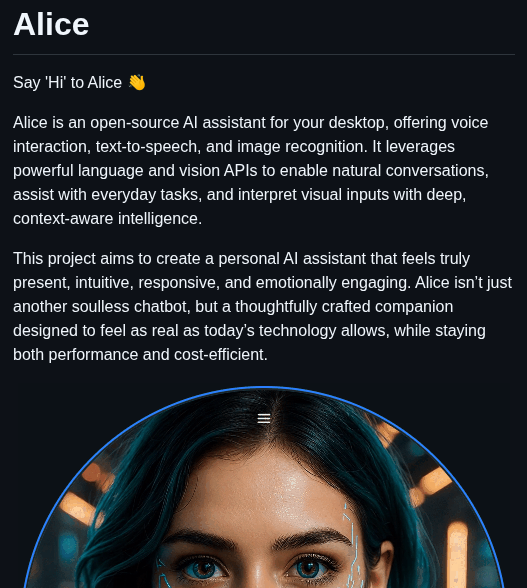 Alice
Say 'Hi' to Alice 👋
Alice is an open-source AI assistant for your desktop, offering voice
interaction, text-to-speech, and image recognition. It leverages
powerful language and vision APIs to enable natural conversations,
assist with everyday tasks, and interpret visual inputs with deep,
context-aware intelligence.
This project aims to create a personal AI assistant that feels truly
present, intuitive, responsive, and emotionally engaging. Alice isn’t just
another soulless chatbot, but a thoughtfully crafted companion
designed to feel as real as today’s technology allows, while staying
both performance and cost-efficient.